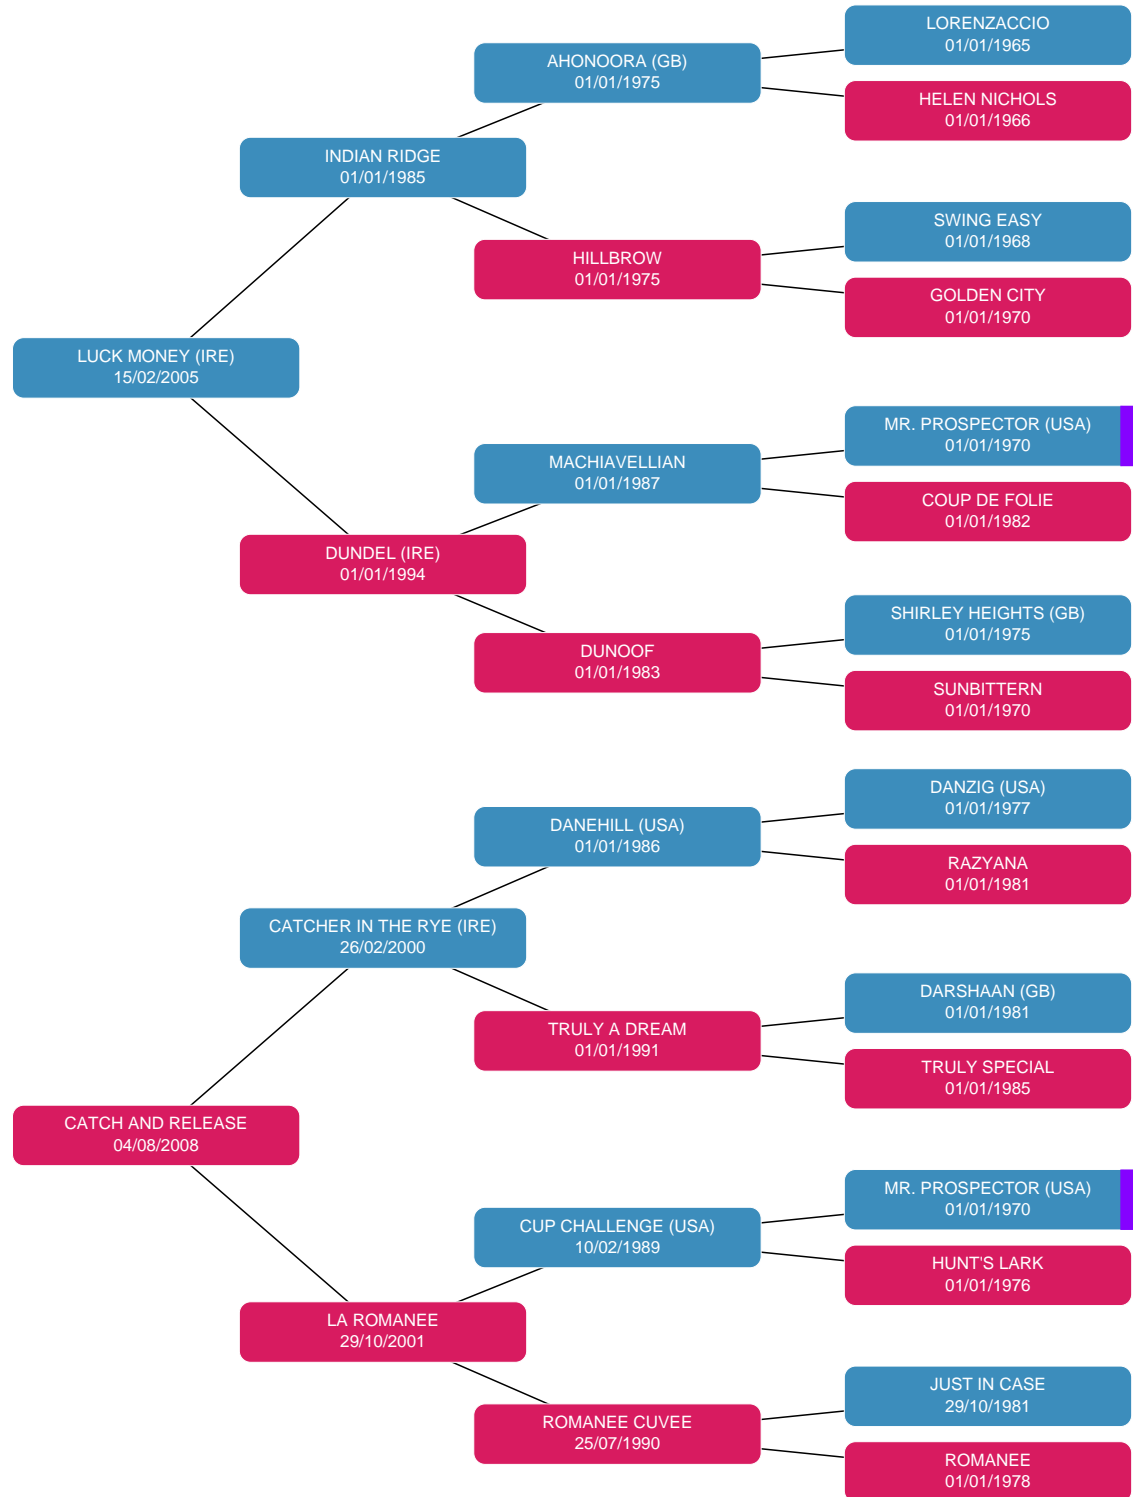 LORENZACCIO
01/01/1965
AHONOORA (GB)
01/01/1975
HELEN NICHOLS
01/01/1966
INDIAN RIDGE
01/01/1985
SWING EASY
01/01/1968
HILLBROW
01/01/1975
GOLDEN CITY
01/01/1970
LUCK MONEY (IRE)
15/02/2005
MR. PROSPECTOR (USA)
01/01/1970
MACHIAVELLIAN
01/01/1987
COUP DE FOLIE
01/01/1982
DUNDEL (IRE)
01/01/1994
SHIRLEY HEIGHTS (GB)
01/01/1975
DUNOOF
01/01/1983
SUNBITTERN
01/01/1970
DANZIG (USA)
01/01/1977
DANEHILL (USA)
01/01/1986
RAZYANA
01/01/1981
CATCHER IN THE RYE (IRE)
26/02/2000
DARSHAAN (GB)
01/01/1981
TRULY A DREAM
01/01/1991
TRULY SPECIAL
01/01/1985
CATCH AND RELEASE
04/08/2008
MR. PROSPECTOR (USA)
01/01/1970
CUP CHALLENGE (USA)
10/02/1989
HUNT'S LARK
01/01/1976
LA ROMANEE
29/10/2001
JUST IN CASE
29/10/1981
ROMANEE CUVEE
25/07/1990
ROMANEE
01/01/1978